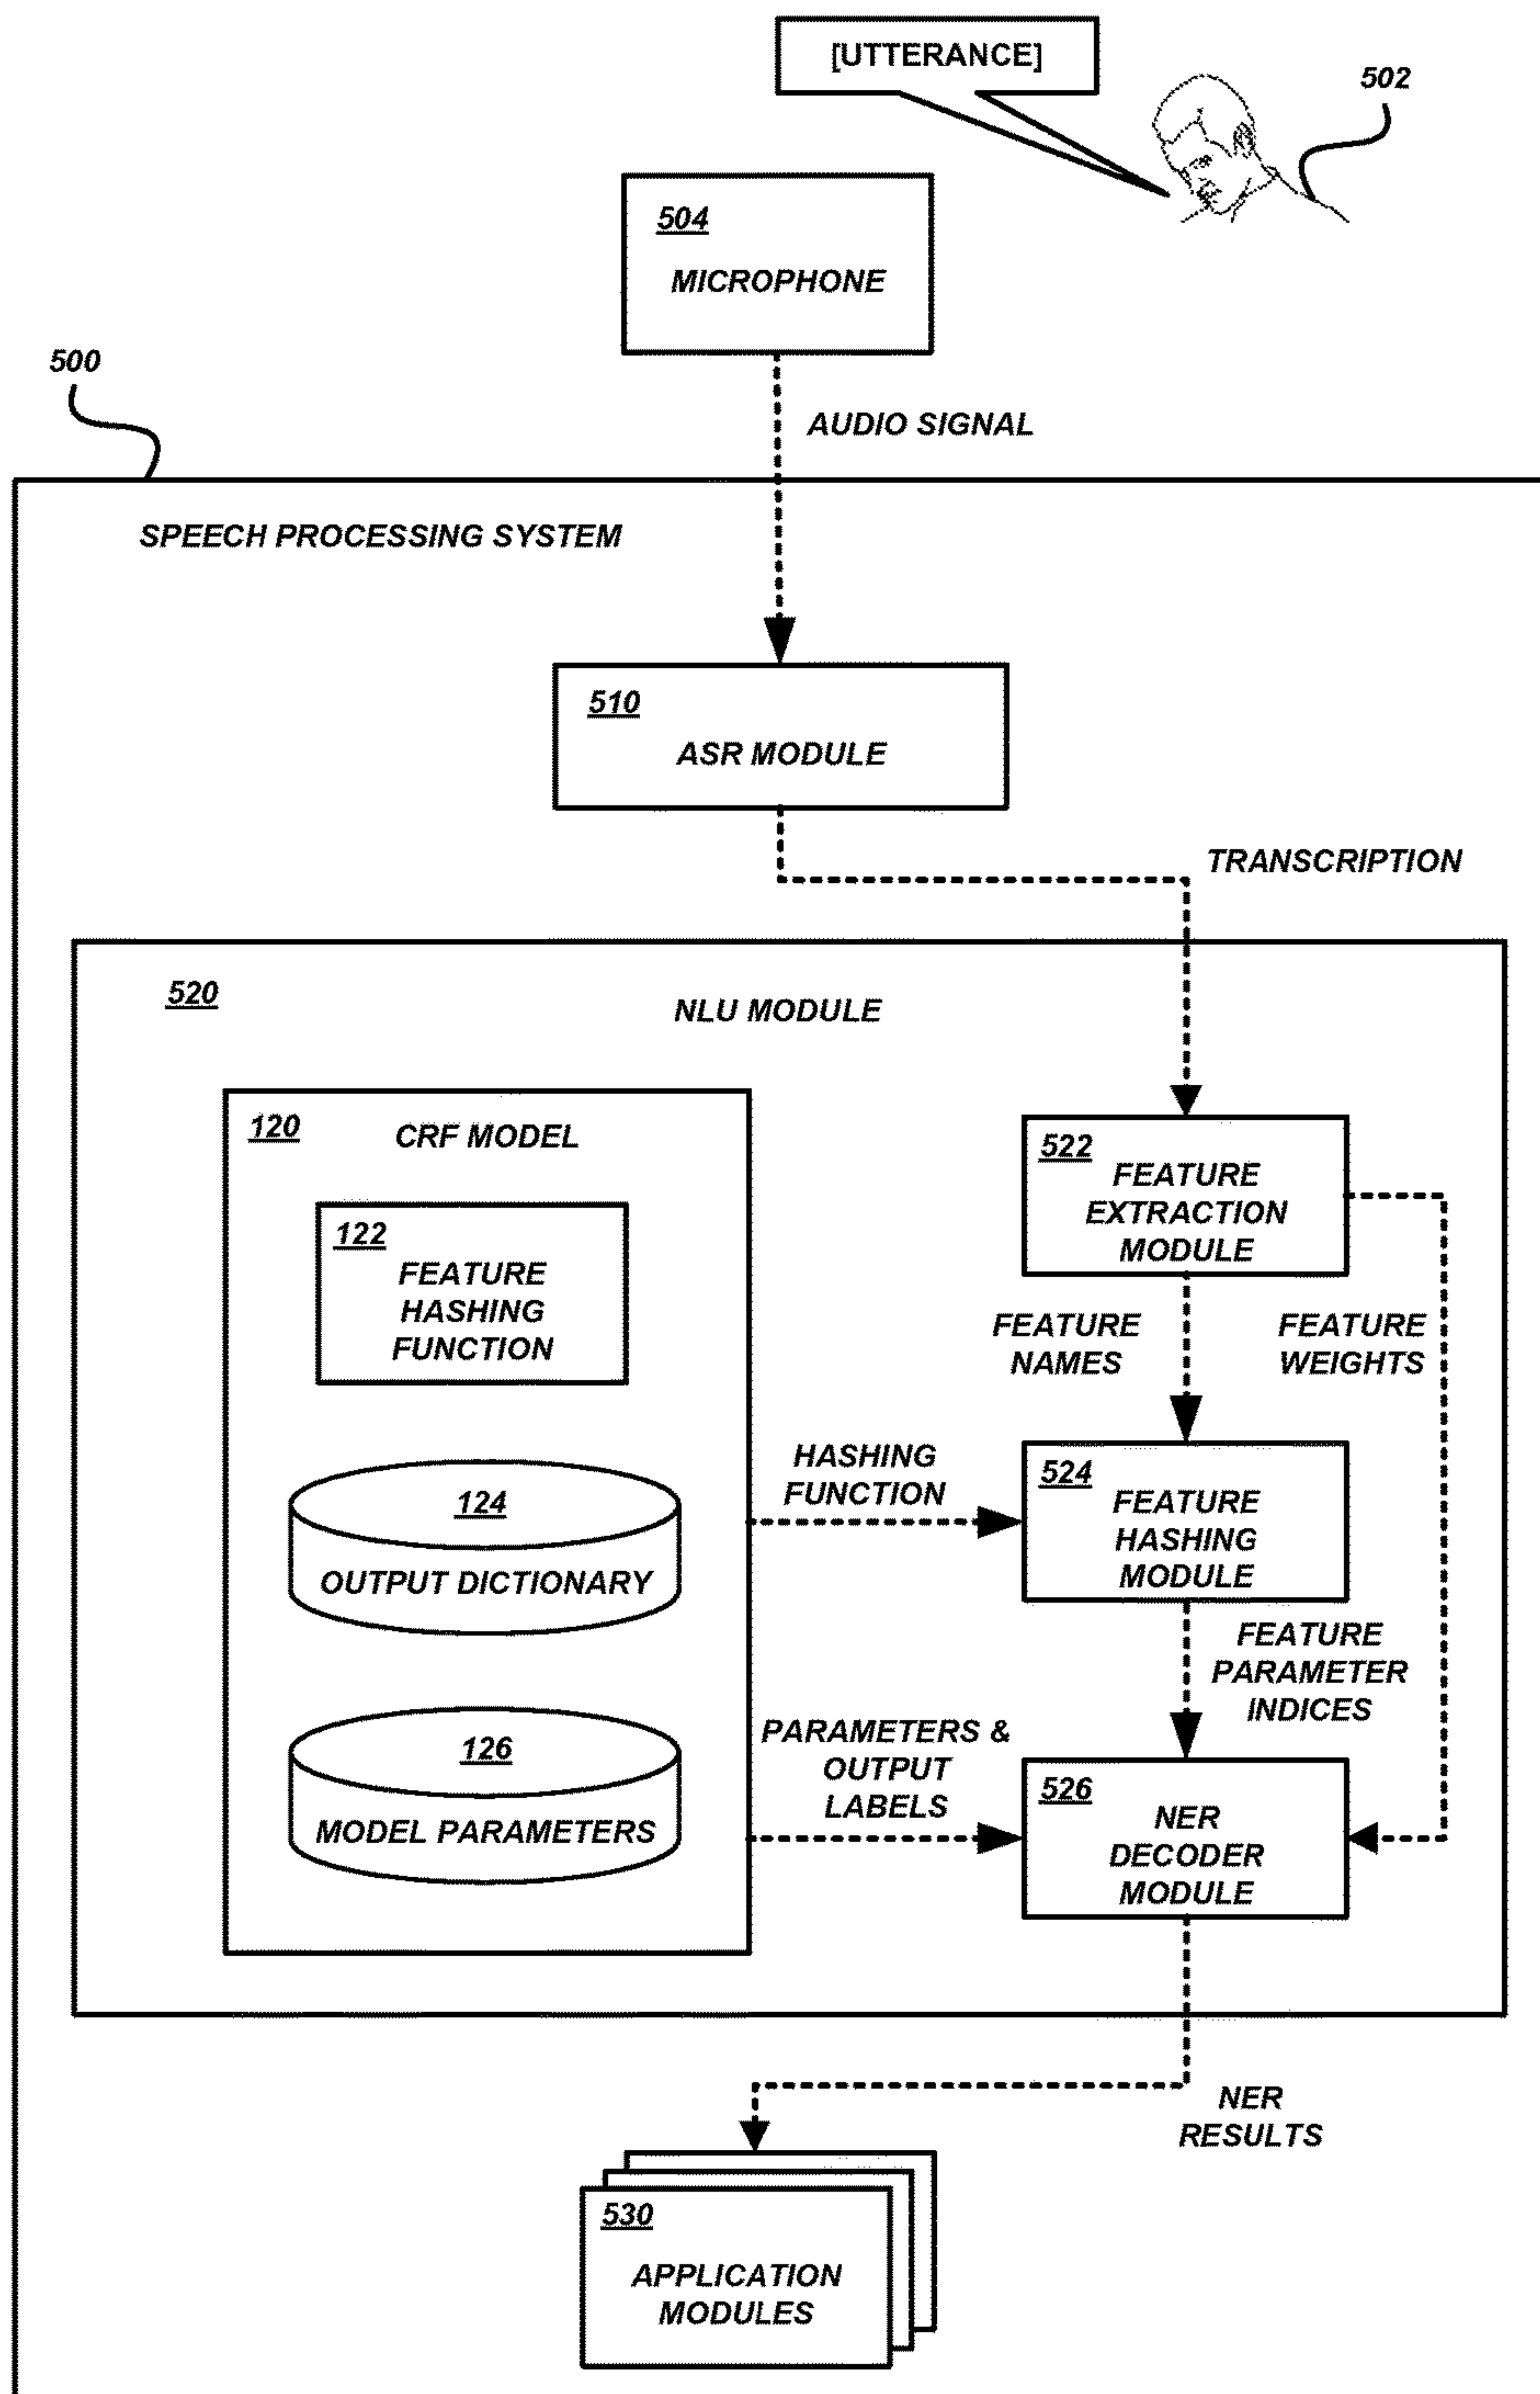 [UTTERANCE]
502
504
MICROPHONE
500
AUDIO SIGNAL
SPEECH PROCESSING SYSTEM
510
ASR MODULE
TRANSCRIPTION
520
NLU MODULE
120
CRF MODEL
122
FEATURE
HASHING
FUNCTION
124
OUTPUT DICTIONARY
126
MODEL PARAMETERS
522
FEATURE
EXTRACTION
MODULE
FEATURE
NAMES
FEATURE
WEIGHTS
HASHING
FUNCTION
524
FEATURE
HASHING
MODULE
FEATURE
PARAMETER
INDICES
PARAMETERS &
OUTPUT
LABELS
526
NER
DECODER
MODULE
NER
RESULTS
530
APPLICATION
MODULES